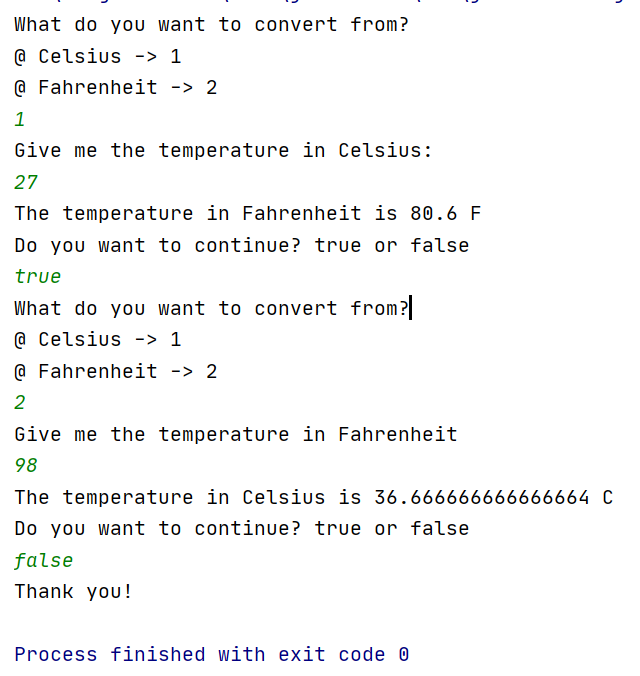 What do you want to convert from?
@ Celsius -> 1
@ Fahrenheit -> 2
1
Give me the temperature in Celsius:
27
The temperature in Fahrenheit is 80.6 F
Do you want to continue? true or false
true
What do you want to convert from?
@ Celsius -> 1
@ Fahrenheit -> 2
2
Give me the temperature in Fahrenheit
98
The temperature in Celsius is 36.666666666666664 C
Do you want to continue? true or false
false
Thank you!
Process finished with exit code 0